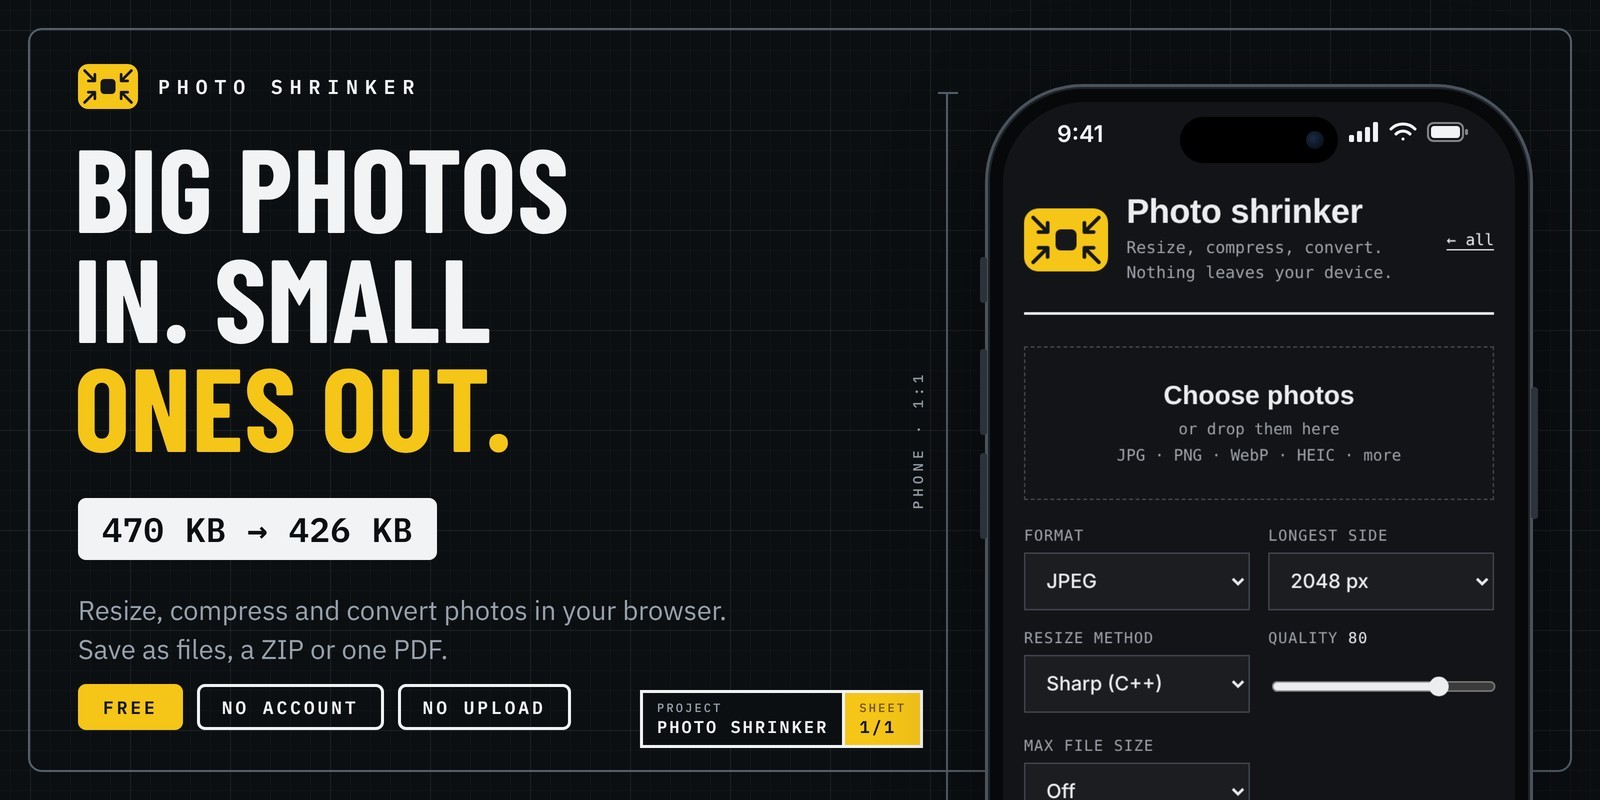 PHOTO SHRINKER
BIG PHOTOS
IN. SMALL
ONES OUT.
470 KB → 426 KB
Resize, compress and convert photos in your browser.
Save as files, a ZIP or one PDF.
FREE
NO ACCOUNT
NO UPLOAD
PROJECT
PHOTO SHRINKER
SHEET
1/1
PHONE · 1:1
9:41
Photo shrinker
Resize, compress, convert.
Nothing leaves your device.
← all
Choose photos
or drop them here
JPG · PNG · WebP · HEIC · more
FORMAT
JPEG
LONGEST SIDE
2048 px
RESIZE METHOD
Sharp (C++)
QUALITY 80
MAX FILE SIZE
Off